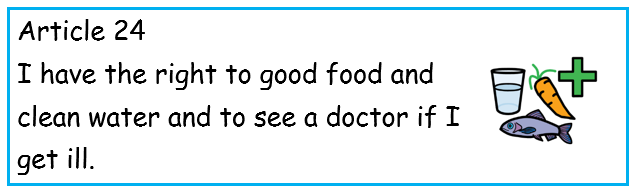 Article 24
I have the right to good food and
clean water and to see a doctor if I
get ill.